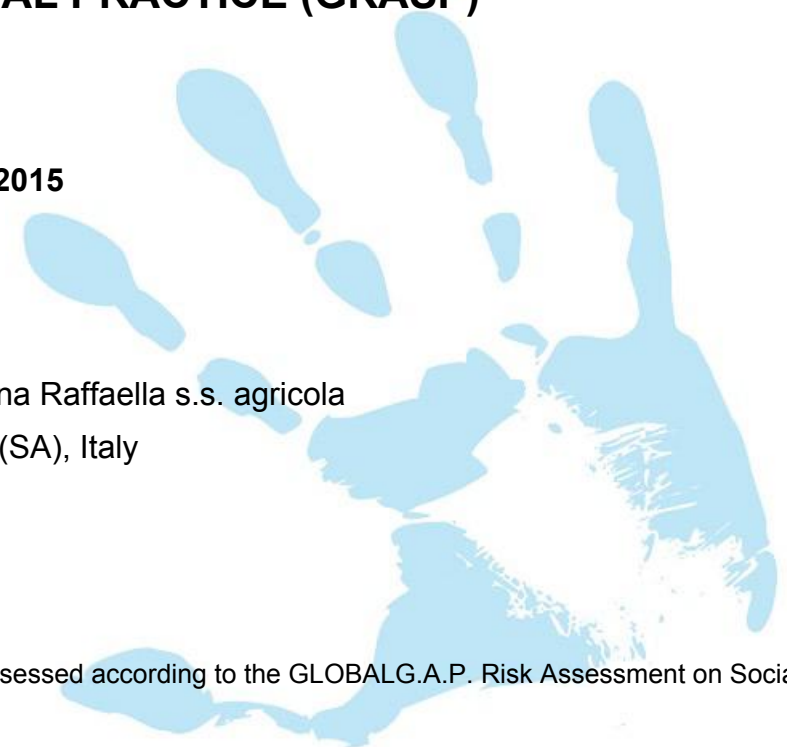 AL PRACTICE (GRASP)
2015
na Raffaella s.s. agricola
(SA), Italy
sessed according to the GLOBALG.A.P. Risk Assessment on Socia